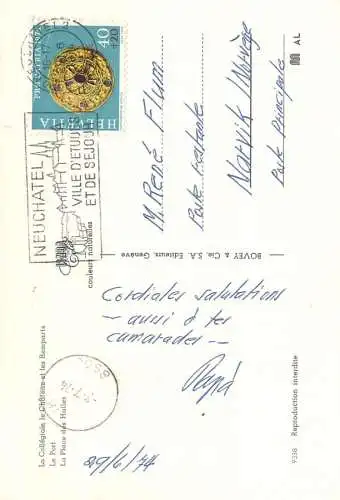 PRO PATRIA 1973
40
+20
HELVETIA
NEUCHATEL
VILLE D'ETUDES
ET DE SEJOUR
couleurs naturelles
M. René Flum
Poste restante
Narvik (Norvège)
Poste principale
M AL
BOVEY & Cie, S.A. Editeurs, Genève
La Collégiale, le Château et les Remparts
Le Port
La Place des Halles
Cordiales salutations
– aussi à tes
camarades –
Papa
29/6/74
9338 Reproduction interdite